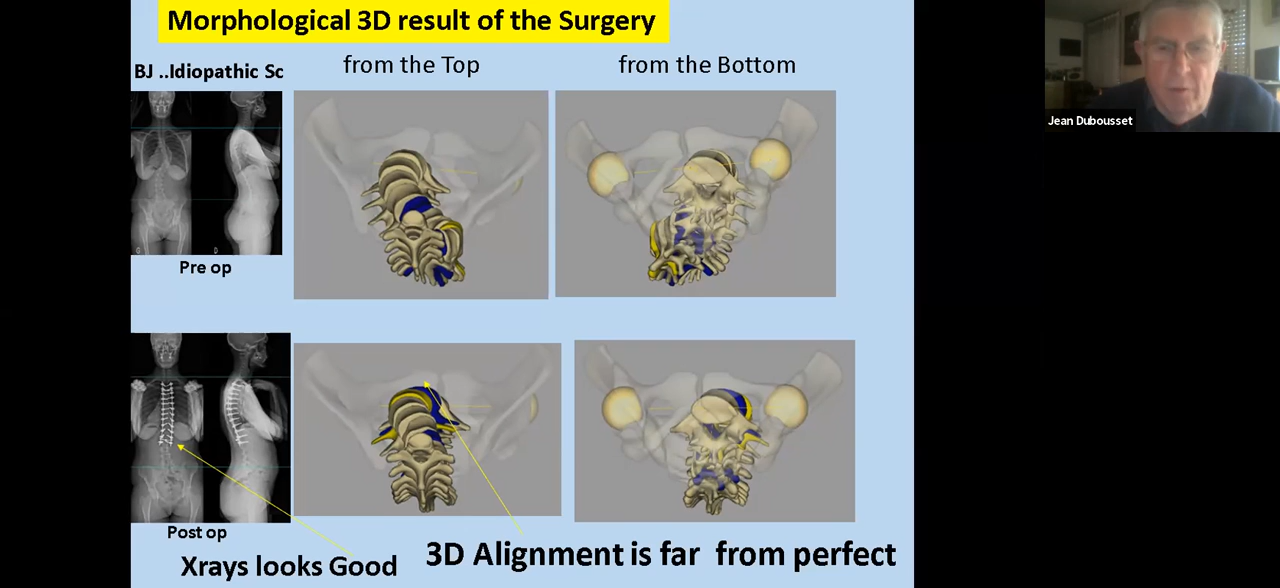 Morphological 3D result of the Surgery
BJ ..Idiopathic Sc
from the Top
from the Bottom
Jean Dubousset
G
D
Pre op
Post op
Xrays looks Good
3D Alignment is far from perfect